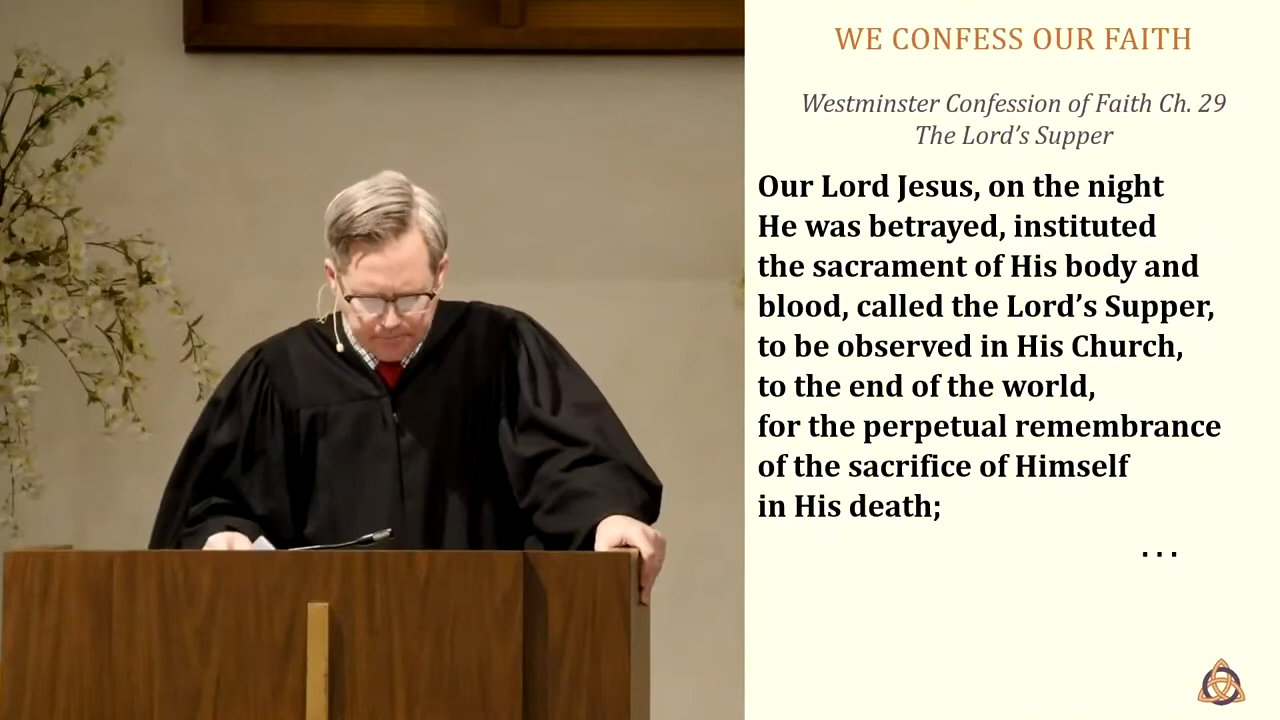 WE CONFESS OUR FAITH
Westminster Confession of Faith Ch. 29
The Lord’s Supper
Our Lord Jesus, on the night
He was betrayed, instituted
the sacrament of His body and
blood, called the Lord’s Supper,
to be observed in His Church,
to the end of the world,
for the perpetual remembrance
of the sacrifice of Himself
in His death;
...